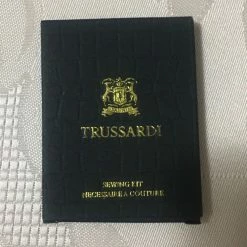 TRUSSARDI
SEWING KIT
NECESSAIRE A COUTURE